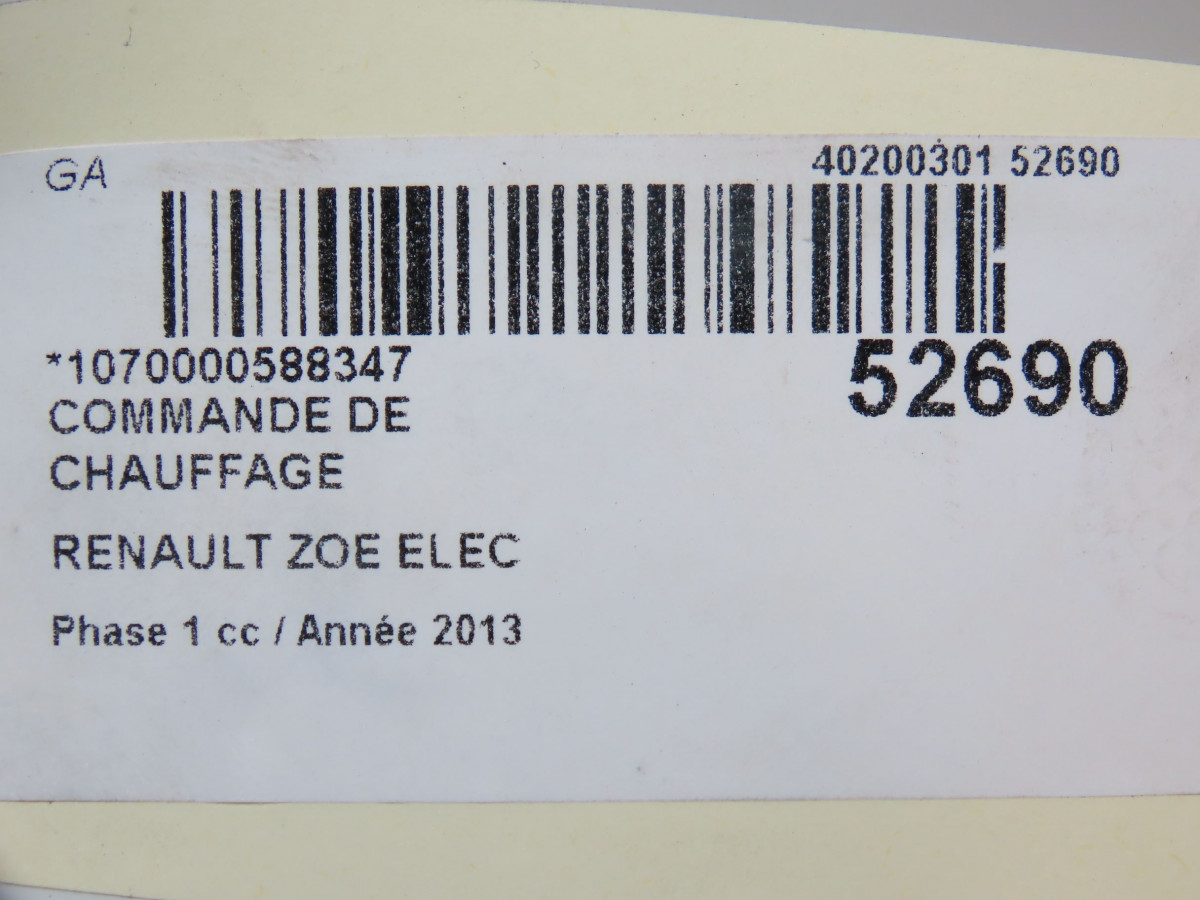 GA
40200301 52690
*1070000588347
52690
COMMANDE DE
CHAUFFAGE
RENAULT ZOE ELEC
Phase 1 cc / Année 2013